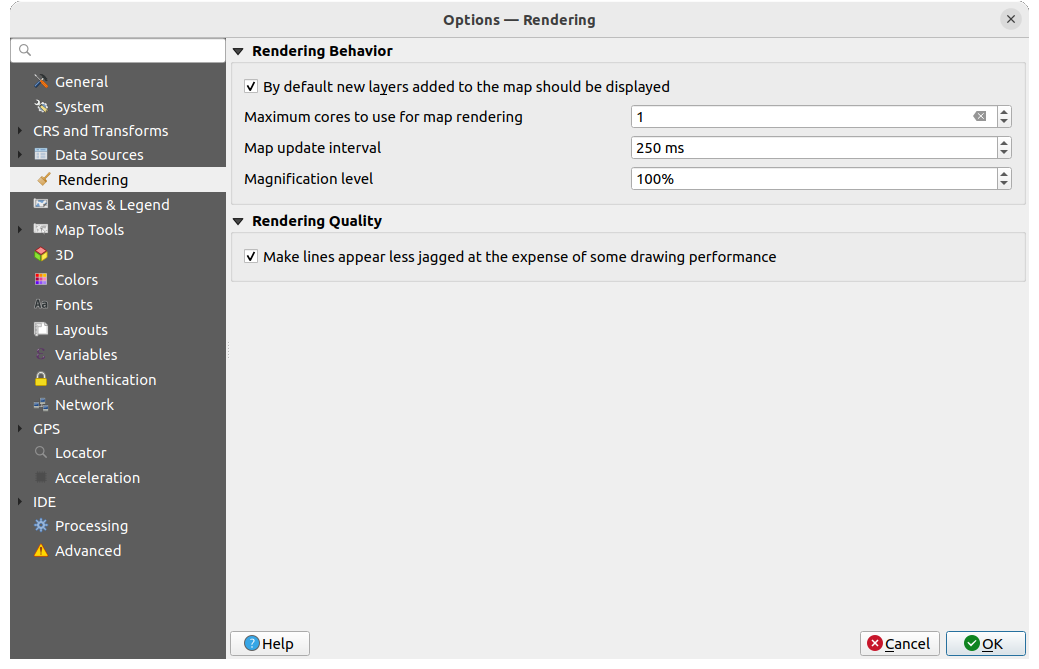 Options — Rendering
General
System
CRS and Transforms
Data Sources
Rendering
Canvas & Legend
Map Tools
3D
Colors
Aa Fonts
Layouts
Variables
Authentication
Network
GPS
Locator
Acceleration
IDE
Processing
Advanced
Rendering Behavior
By default new layers added to the map should be displayed
Maximum cores to use for map rendering 1
Map update interval 250 ms
Magnification level 100%
Rendering Quality
Make lines appear less jagged at the expense of some drawing performance
? Help
Cancel
OK